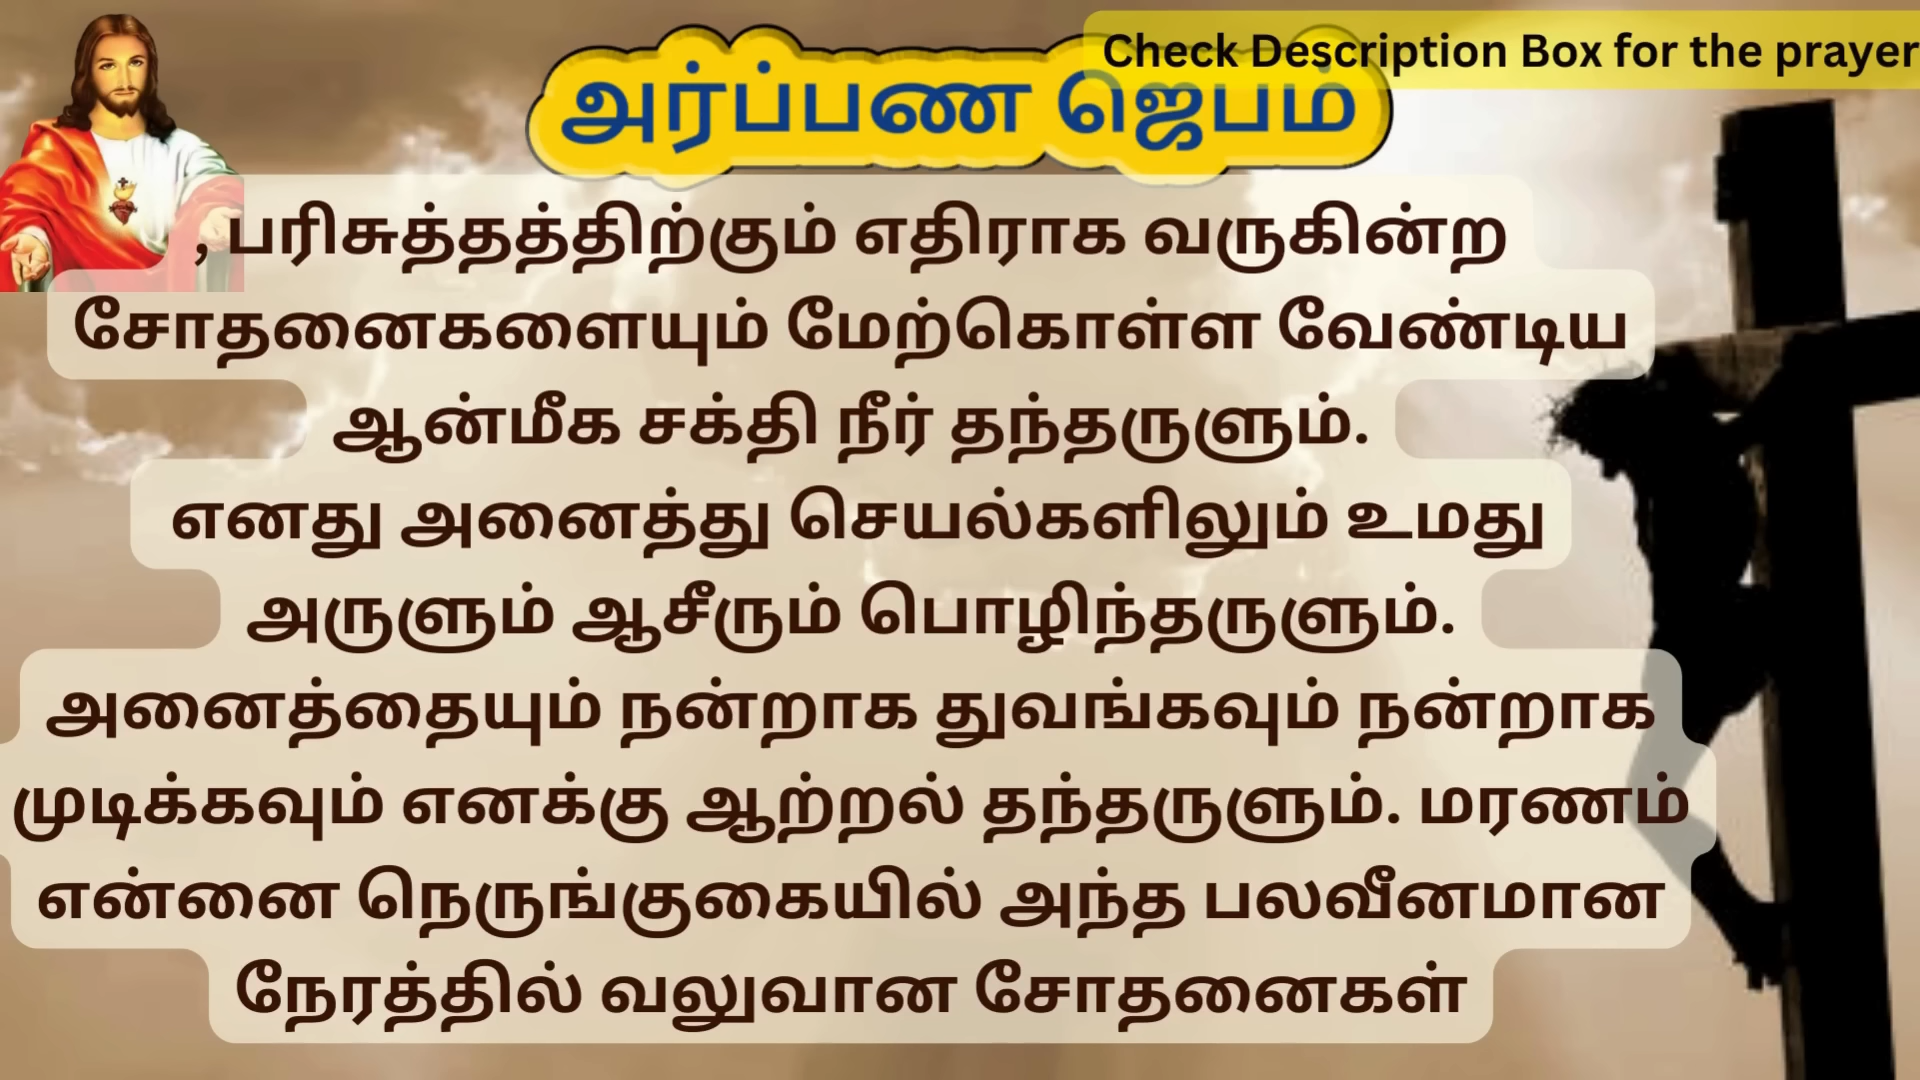 Check Description Box for the prayer
அர்ப்பண ஜெபம்
, பரிசுத்தத்திற்கும் எதிராக வருகின்ற
சோதனைகளையும் மேற்கொள்ள வேண்டிய
ஆன்மீக சக்தி நீர் தந்தருளும்.
எனது அனைத்து செயல்களிலும் உமது
அருளும் ஆசீரும் பொழிந்தருளும்.
அனைத்தையும் நன்றாக துவங்கவும் நன்றாக
முடிக்கவும் எனக்கு ஆற்றல் தந்தருளும். மரணம்
என்னை நெருங்குகையில் அந்த பலவீனமான
நேரத்தில் வலுவான சோதனைகள்